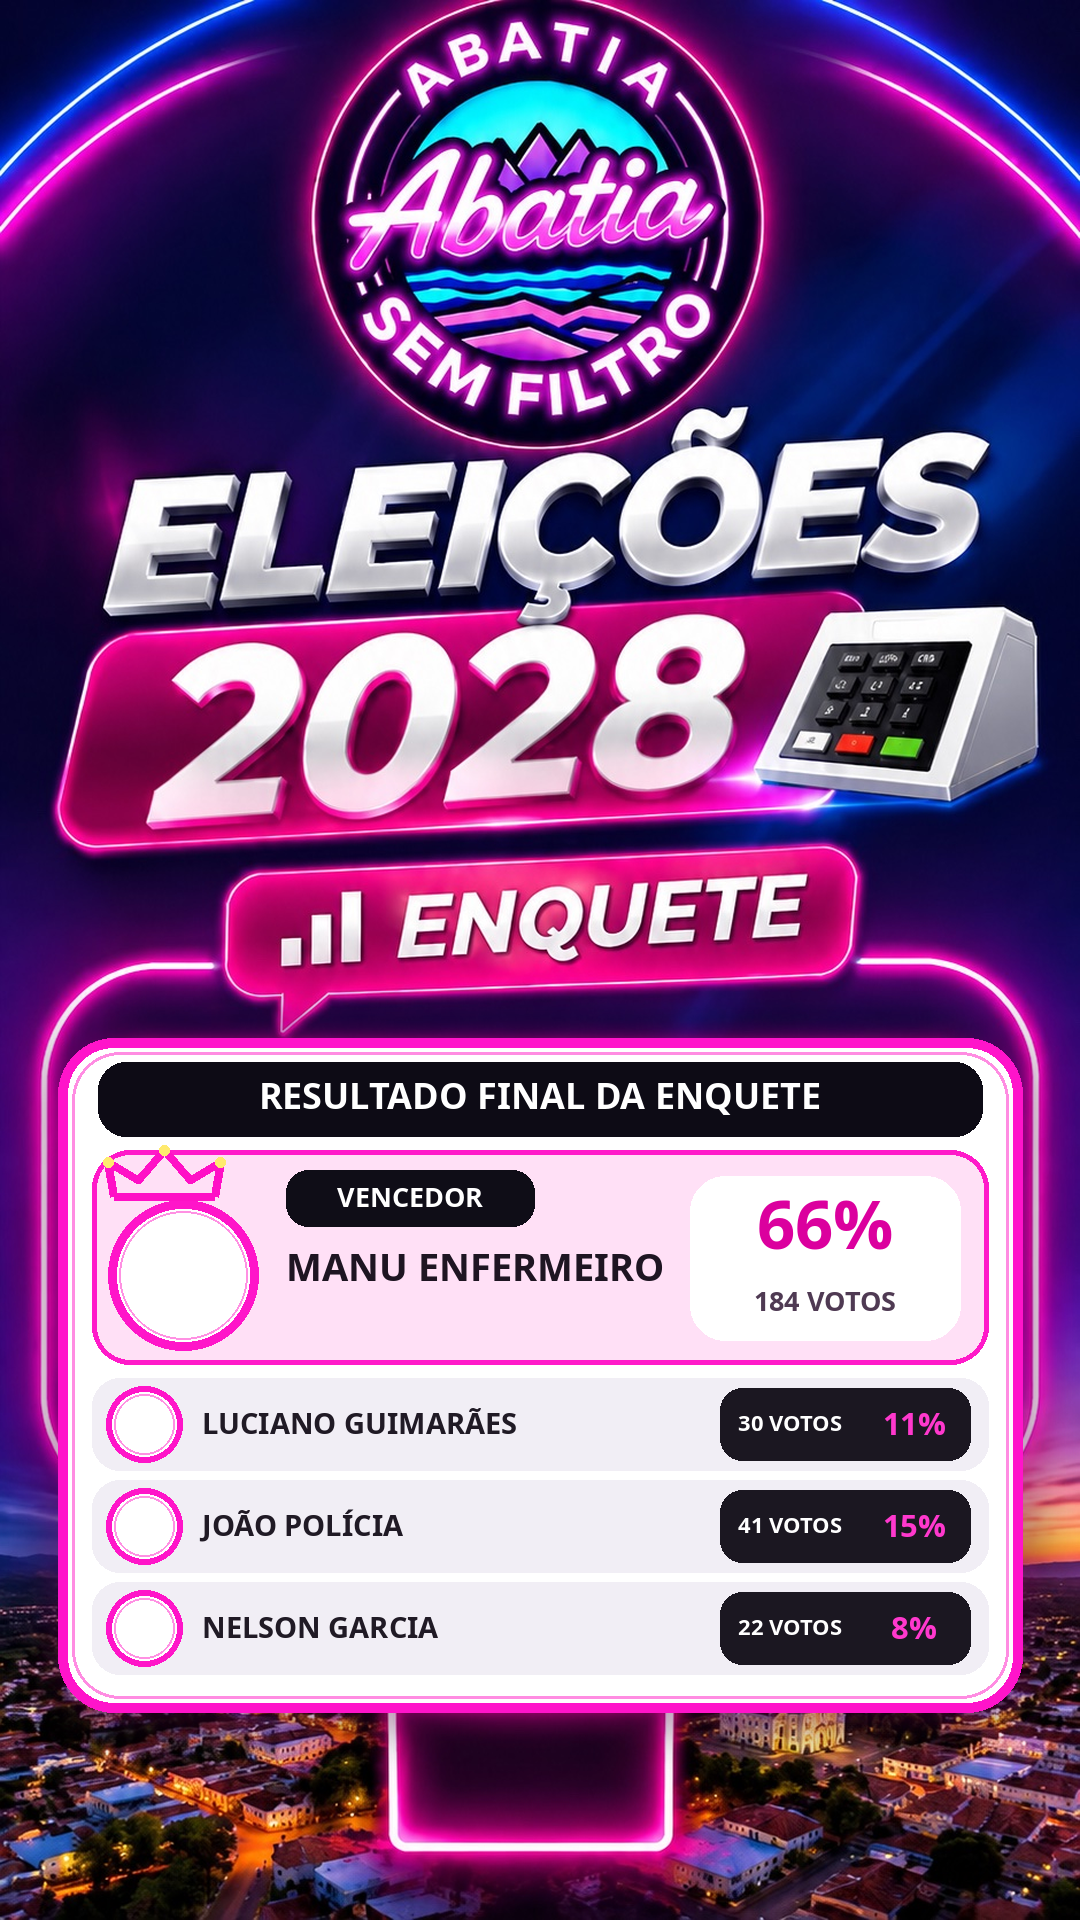 ABATIA
Abatia
SEM FILTRO
ELEIÇÕES
2028
ENQUETE
RESULTADO FINAL DA ENQUETE
VENCEDOR
MANU ENFERMEIRO
66%
184 VOTOS
LUCIANO GUIMARÃES
30 VOTOS 11%
JOÃO POLÍCIA
41 VOTOS 15%
NELSON GARCIA
22 VOTOS 8%